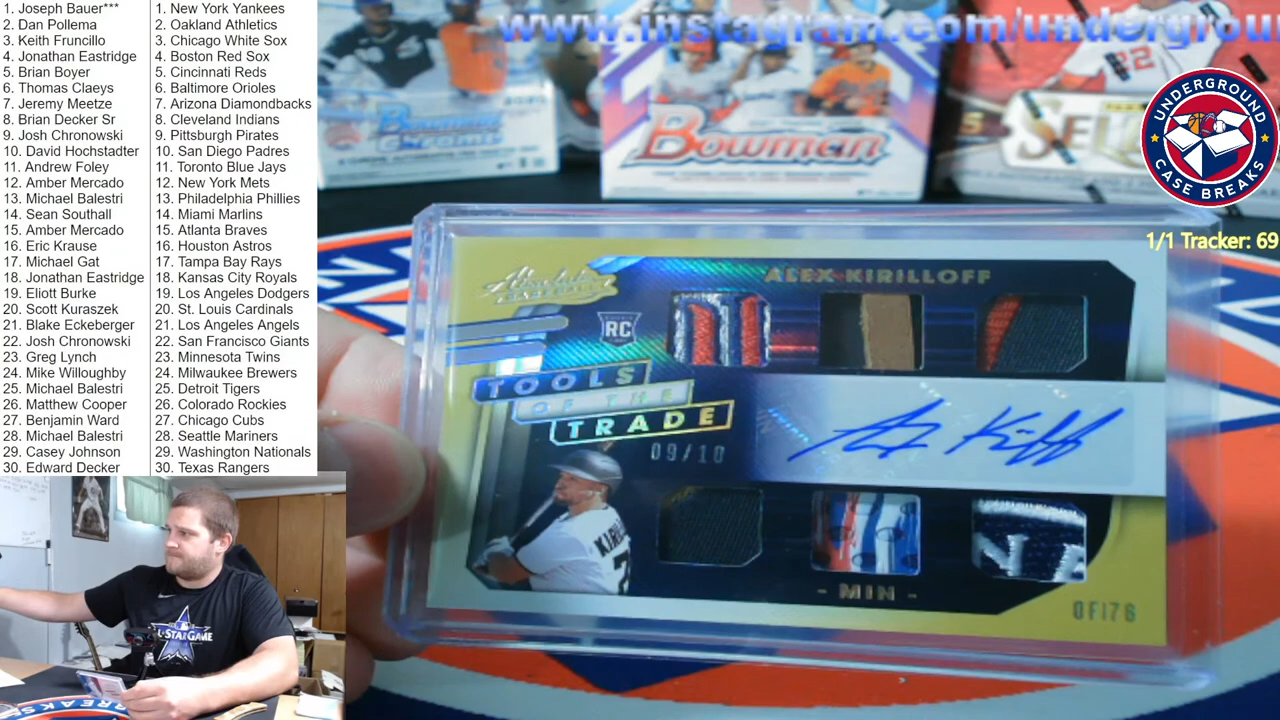 1. Joseph Bauer***
2. Dan Pollema
3. Keith Fruncillo
4. Jonathan Eastridge
5. Brian Boyer
6. Thomas Claeys
7. Jeremy Meetze
8. Brian Decker Sr
9. Josh Chronowski
10. David Hochstadter
11. Andrew Foley
12. Amber Mercado
13. Michael Balestri
14. Sean Southall
15. Amber Mercado
16. Eric Krause
17. Michael Gat
18. Jonathan Eastridge
19. Eliott Burke
20. Scott Kuraszek
21. Blake Eckeberger
22. Josh Chronowski
23. Greg Lynch
24. Mike Willoughby
25. Michael Balestri
26. Matthew Cooper
27. Benjamin Ward
28. Michael Balestri
29. Casey Johnson
30. Edward Decker
1. New York Yankees
2. Oakland Athletics
3. Chicago White Sox
4. Boston Red Sox
5. Cincinnati Reds
6. Baltimore Orioles
7. Arizona Diamondbacks
8. Cleveland Indians
9. Pittsburgh Pirates
10. San Diego Padres
11. Toronto Blue Jays
12. New York Mets
13. Philadelphia Phillies
14. Miami Marlins
15. Atlanta Braves
16. Houston Astros
17. Tampa Bay Rays
18. Kansas City Royals
19. Los Angeles Dodgers
20. St. Louis Cardinals
21. Los Angeles Angels
22. San Francisco Giants
23. Minnesota Twins
24. Milwaukee Brewers
25. Detroit Tigers
26. Colorado Rockies
27. Chicago Cubs
28. Seattle Mariners
29. Washington Nationals
30. Texas Rangers
www.instagram.com/undergrou
Bowman
Chrome
Bowman
22
5
SEL
UNDERGROUND
CASE BREAKS
1/1 Tracker: 69
Absolute
BASEBALL
ALEX KIRILLOFF
RC
TOOLS
OF THE
TRADE
09/10
- MIN -